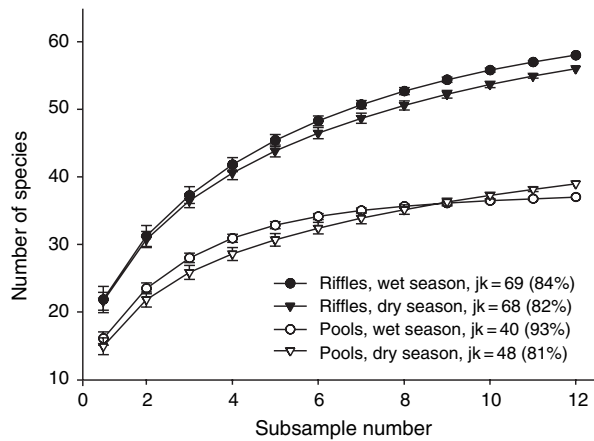 60
50
40
30
20
10
Number of species
Riffles, wet season, jk = 69 (84%)
Riffles, dry season, jk = 68 (82%)
Pools, wet season, jk = 40 (93%)
Pools, dry season, jk = 48 (81%)
0 2 4 6 8 10 12
Subsample number